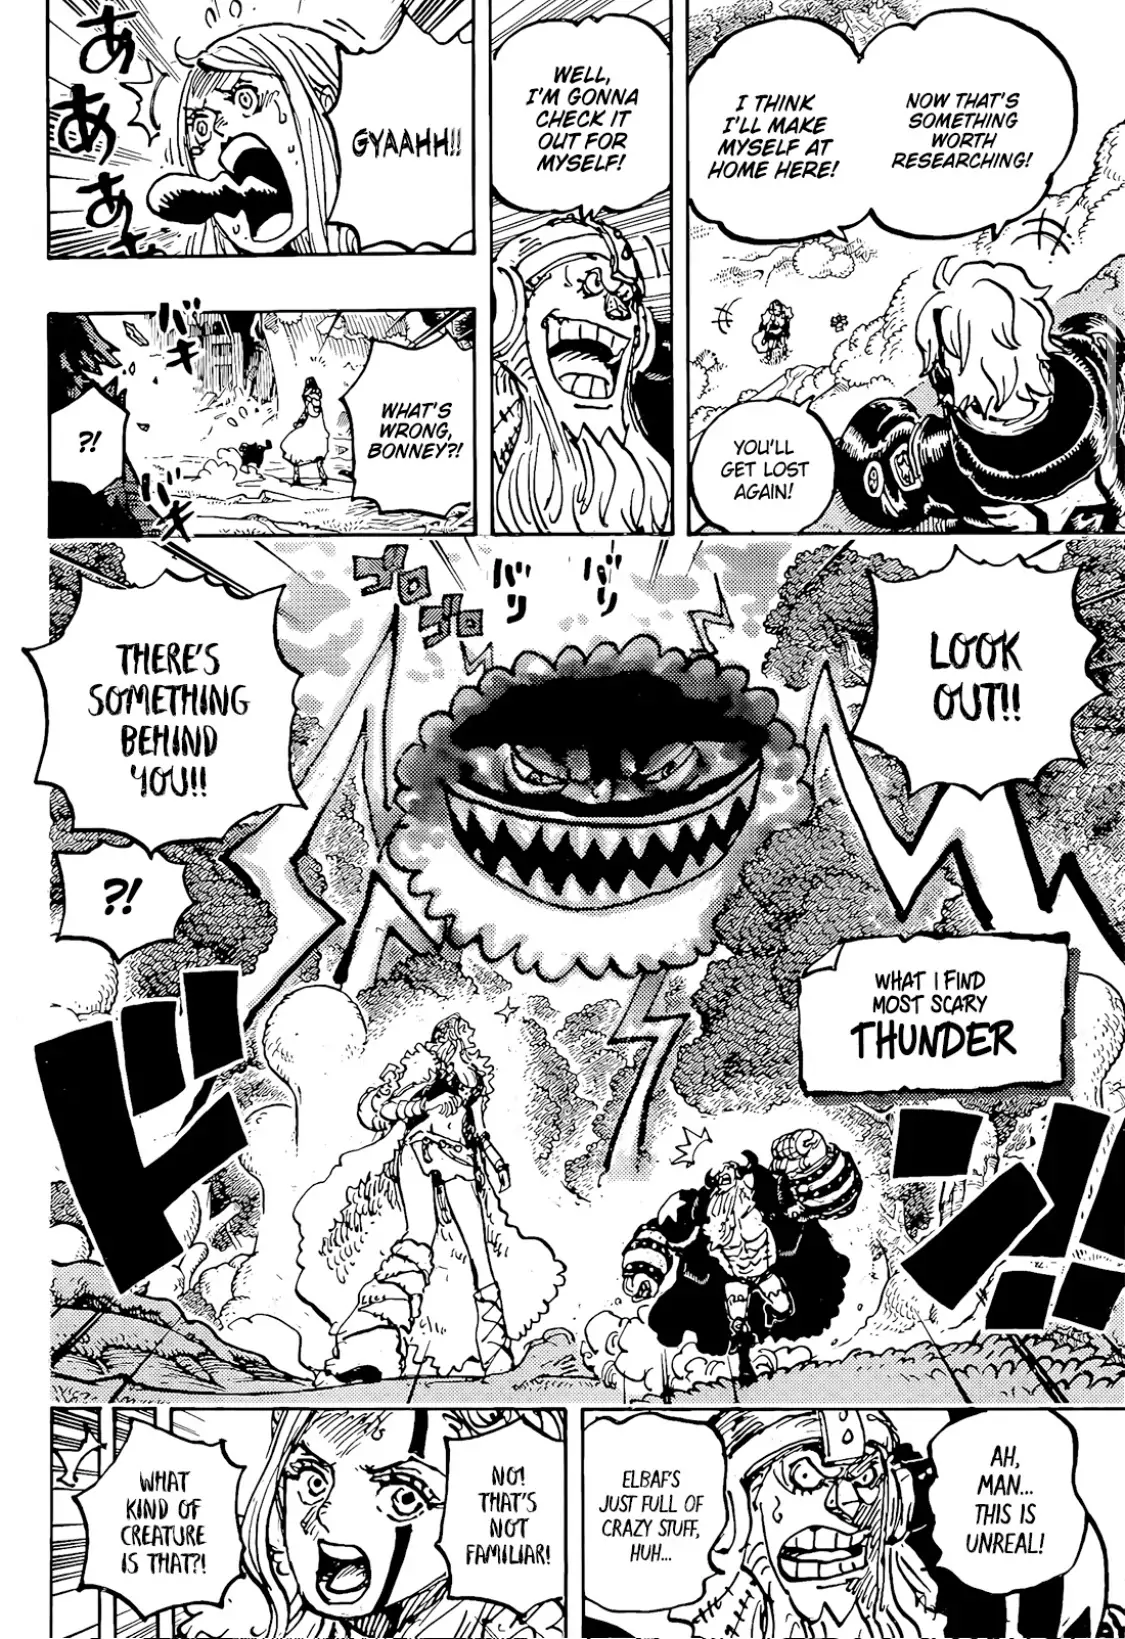 NOW THAT'S
SOMETHING
WORTH
RESEARCHING!
I THINK
I'LL MAKE
MYSELF AT
HOME HERE!
YOU'LL
GET LOST
AGAIN!
WELL,
I'M GONNA
CHECK IT
OUT FOR
MYSELF!
GYAAHH!!
あああぁ
WHAT'S
WRONG,
BONNEY?!
バキ
バキ
?!
LOOK
OUT!!
バリ
バリ
ゴロ
ゴロ
THERE'S
SOMETHING
BEHIND
YOU!!
?!
WHAT I FIND
MOST SCARY
THUNDER
ドン!!
AH,
MAN...
THIS IS
UNREAL!
ELBAF'S
JUST FULL OF
CRAZY STUFF,
HUH...
NO!
THAT'S
NOT
FAMILIAR!
WHAT
KIND OF
CREATURE
IS THAT?!